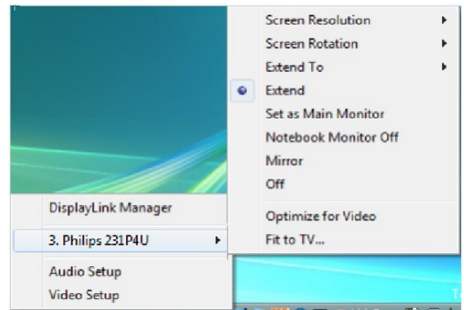 Screen Resolution
Screen Rotation
Extend To
Extend
Set as Main Monitor
Notebook Monitor Off
Mirror
Off
Optimize for Video
Fit to TV...
DisplayLink Manager
3. Philips 231P4U
Audio Setup
Video Setup